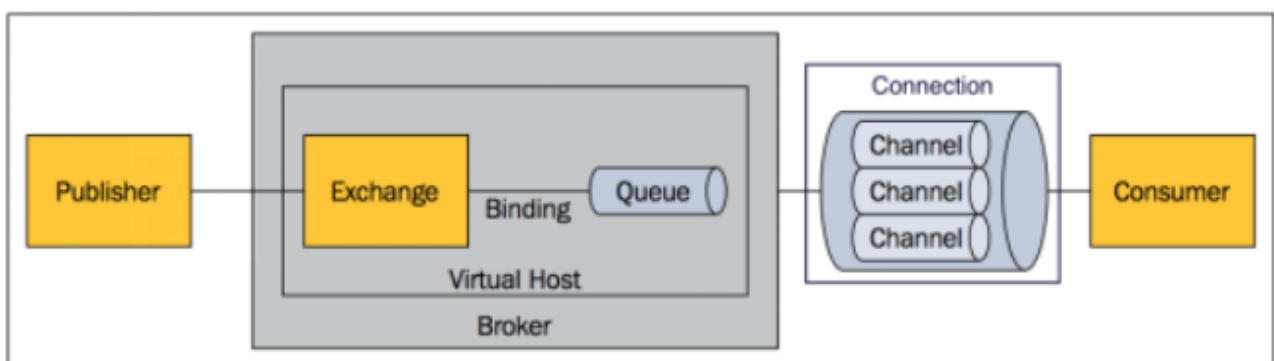 Connection
Channel
Publisher
Exchange
Binding
Queue
Channel
Consumer
Channel
Virtual Host
Broker